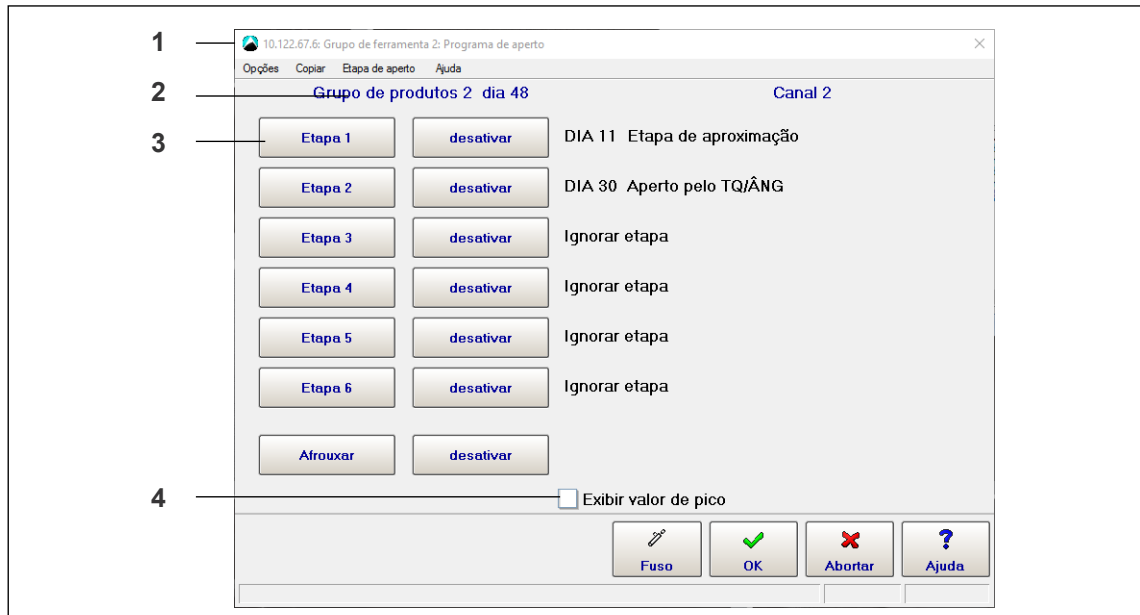 1
10.122.67.6: Grupo de ferramenta 2: Programa de aperto
Opções Copiar Etapa de aperto Ajuda
2
Grupo de produtos 2 dia 48 Canal 2
3
Etapa 1 desativar DIA 11 Etapa de aproximação
Etapa 2 desativar DIA 30 Aperto pelo TQ/ÂNG
Etapa 3 desativar Ignorar etapa
Etapa 4 desativar Ignorar etapa
Etapa 5 desativar Ignorar etapa
Etapa 6 desativar Ignorar etapa
Afrouxar desativar
4
Exibir valor de pico
Fuso OK Abortar Ajuda